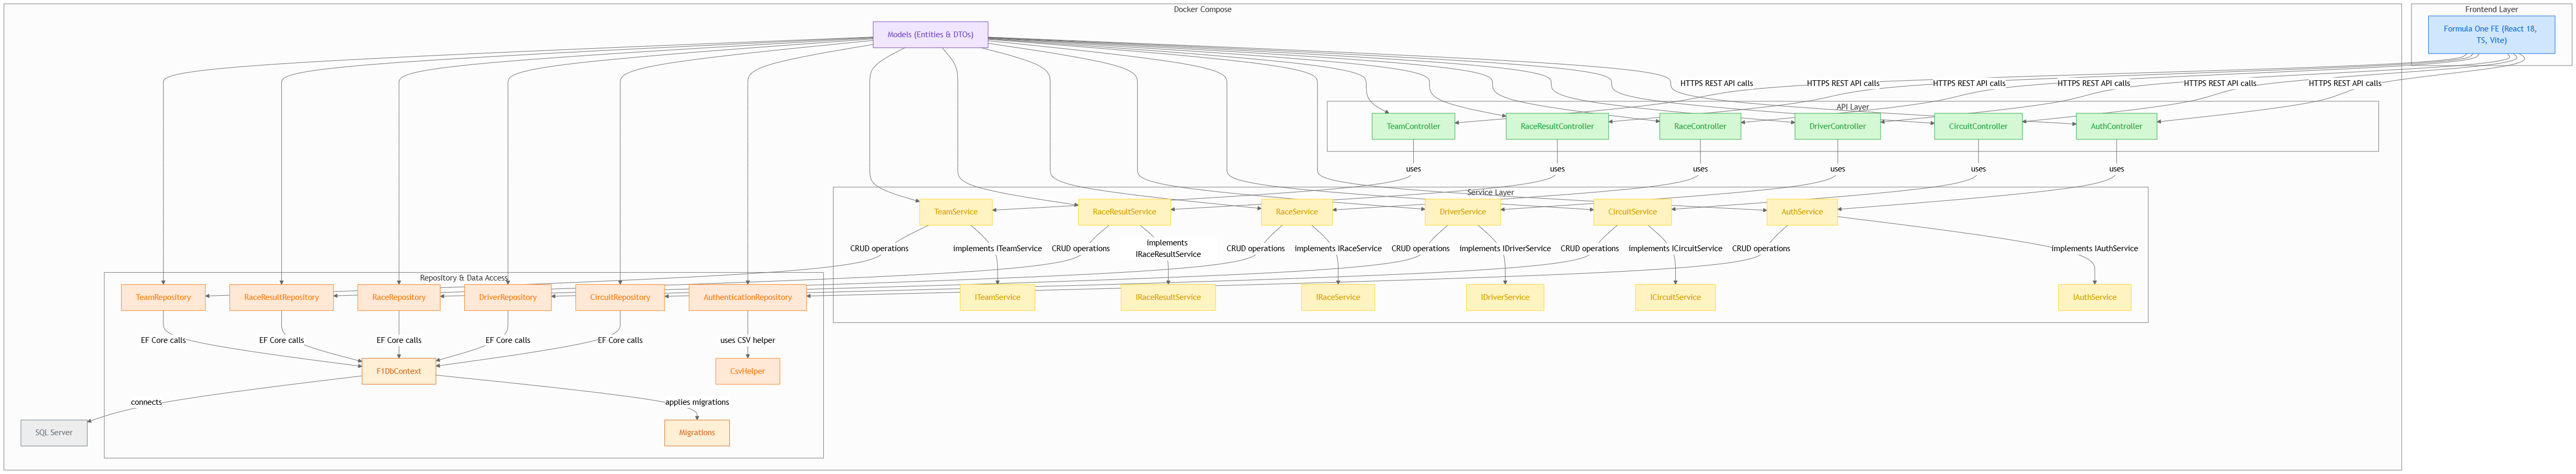 Docker Compose
Frontend Layer
Models (Entities & DTOs)
Formula One FE (React 18,
TS, Vite)
HTTPS REST API calls
HTTPS REST API calls
HTTPS REST API calls
HTTPS REST API calls
HTTPS REST API calls
HTTPS REST API calls
API Layer
TeamController
RaceResultController
RaceController
DriverController
CircuitController
AuthController
uses
uses
uses
uses
uses
uses
Service Layer
TeamService
RaceResultService
RaceService
DriverService
CircuitService
AuthService
CRUD operations
implements ITeamService
CRUD operations
implements
IRaceResultService
CRUD operations
implements IRaceService
CRUD operations
implements IDriverService
CRUD operations
implements ICircuitService
CRUD operations
implements IAuthService
Repository & Data Access
TeamRepository
RaceResultRepository
RaceRepository
DriverRepository
CircuitRepository
AuthenticationRepository
ITeamService
IRaceResultService
IRaceService
IDriverService
ICircuitService
IAuthService
EF Core calls
EF Core calls
EF Core calls
EF Core calls
EF Core calls
uses CSV helper
F1DbContext
CsvHelper
connects
applies migrations
SQL Server
Migrations